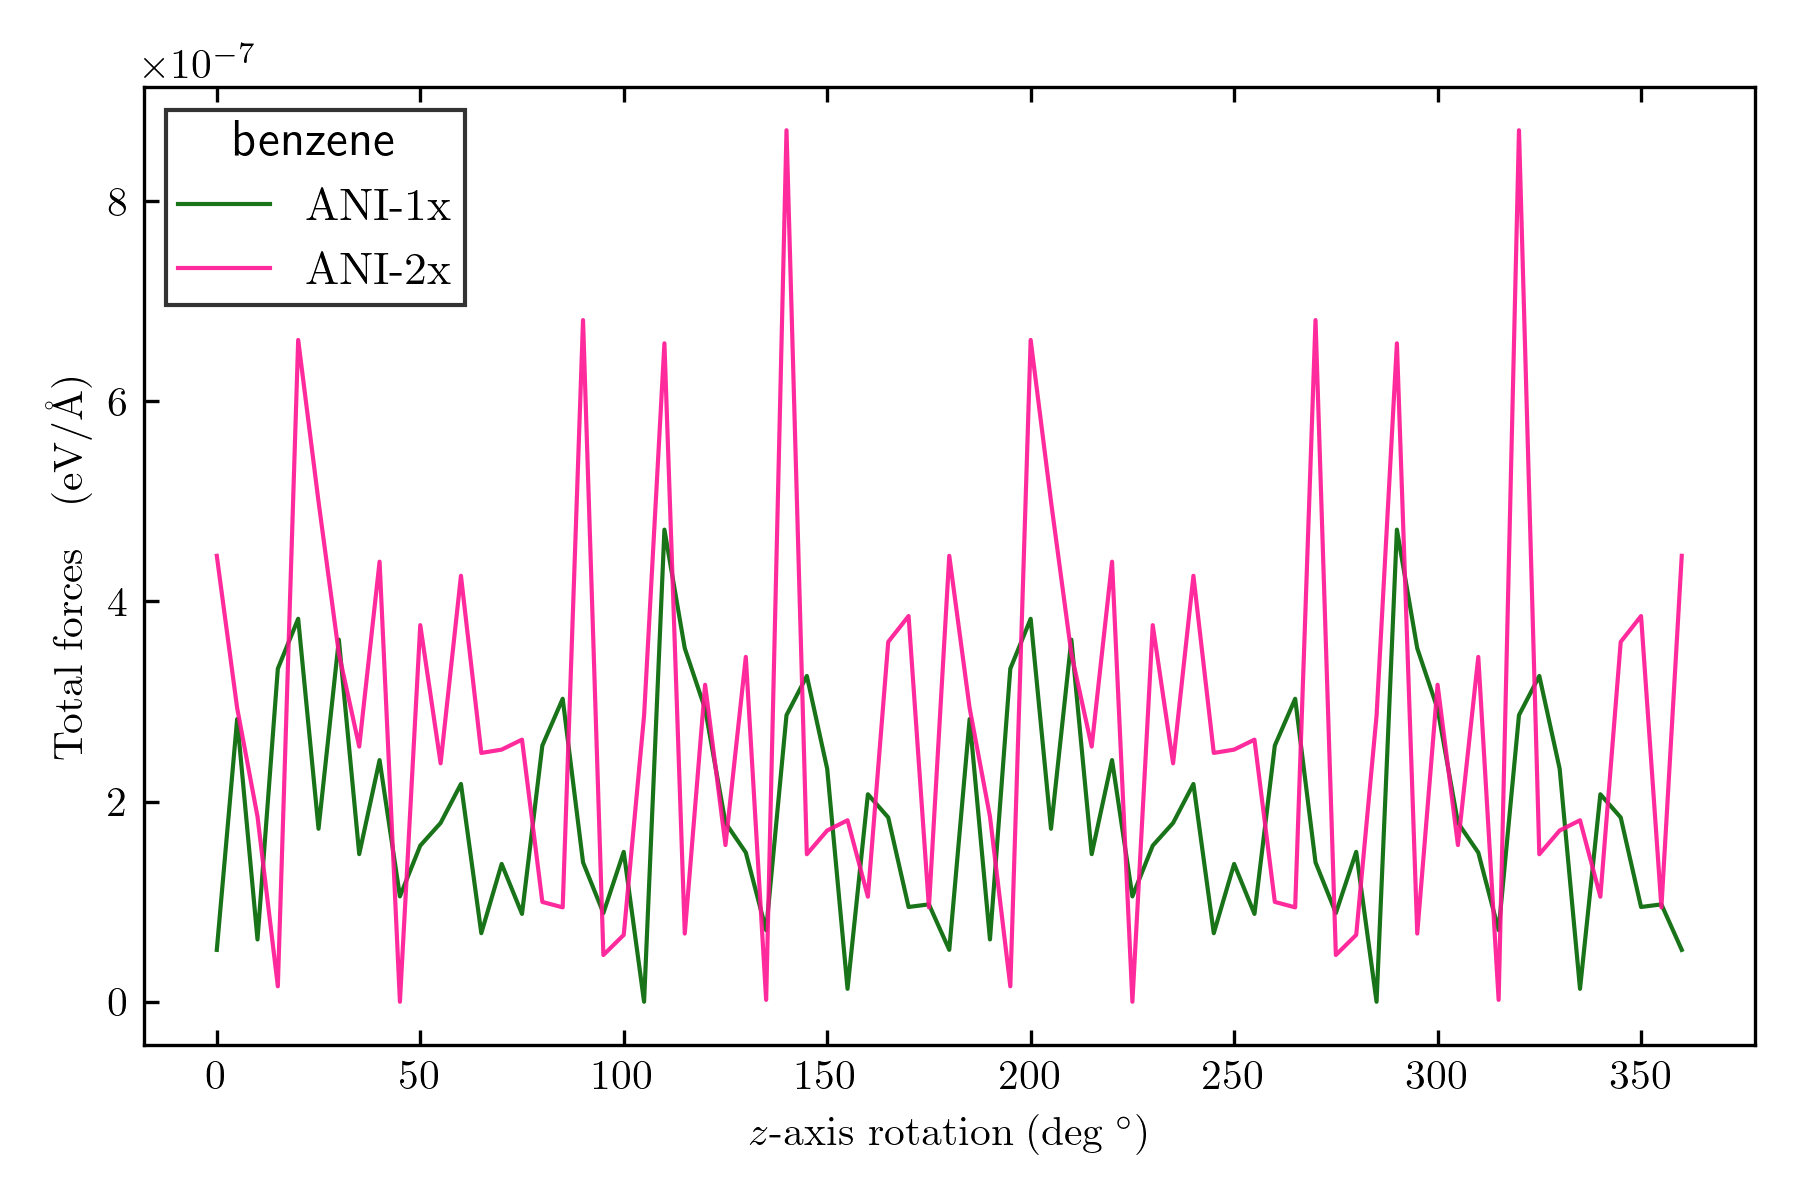 ×10⁻⁷
benzene
ANI-1x
ANI-2x
8
6
4
2
0
Total forces (eV/Å)
0 50 100 150 200 250 300 350
z-axis rotation (deg °)